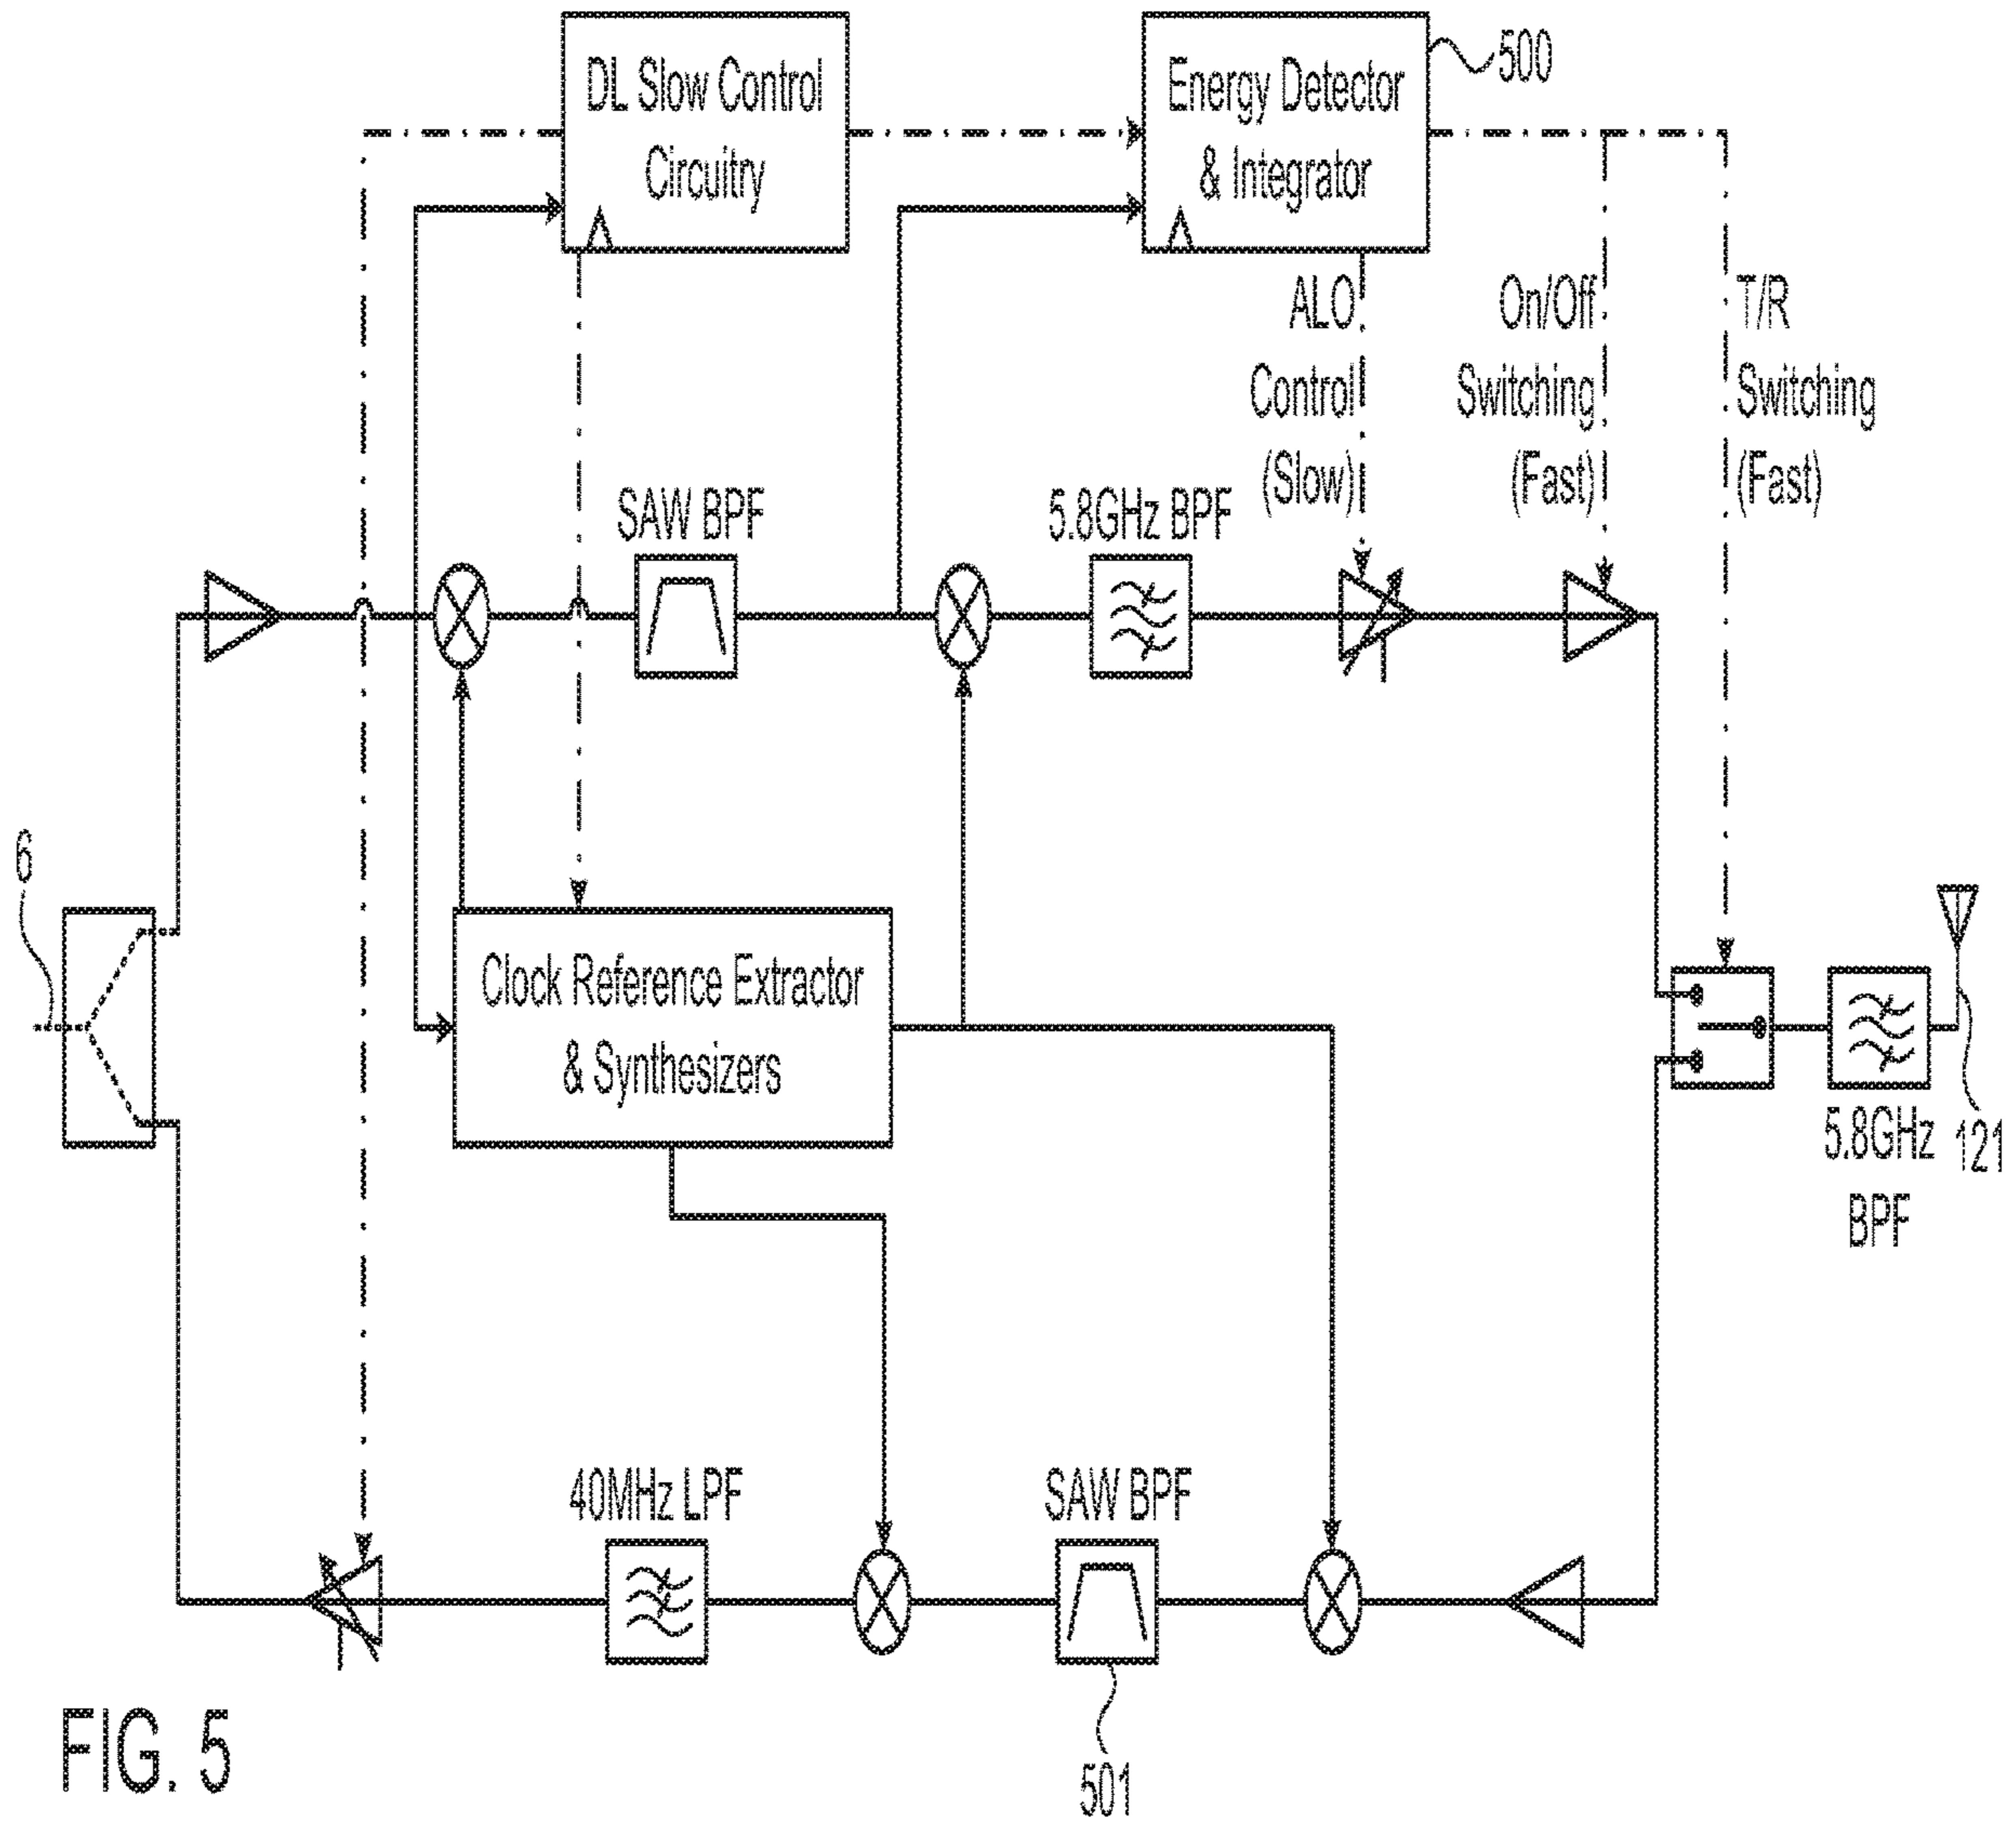 DL Slow Control
Circuitry
Energy Detector
& Integrator
500
ALO
Control
(Slow)
On/Off
Switching
(Fast)
T/R
Switching
(Fast)
SAW BPF
5.8GHz BPF
6
Clock Reference Extractor
& Synthesizers
5.8GHz
BPF
121
40MHz LPF
SAW BPF
501
FIG. 5